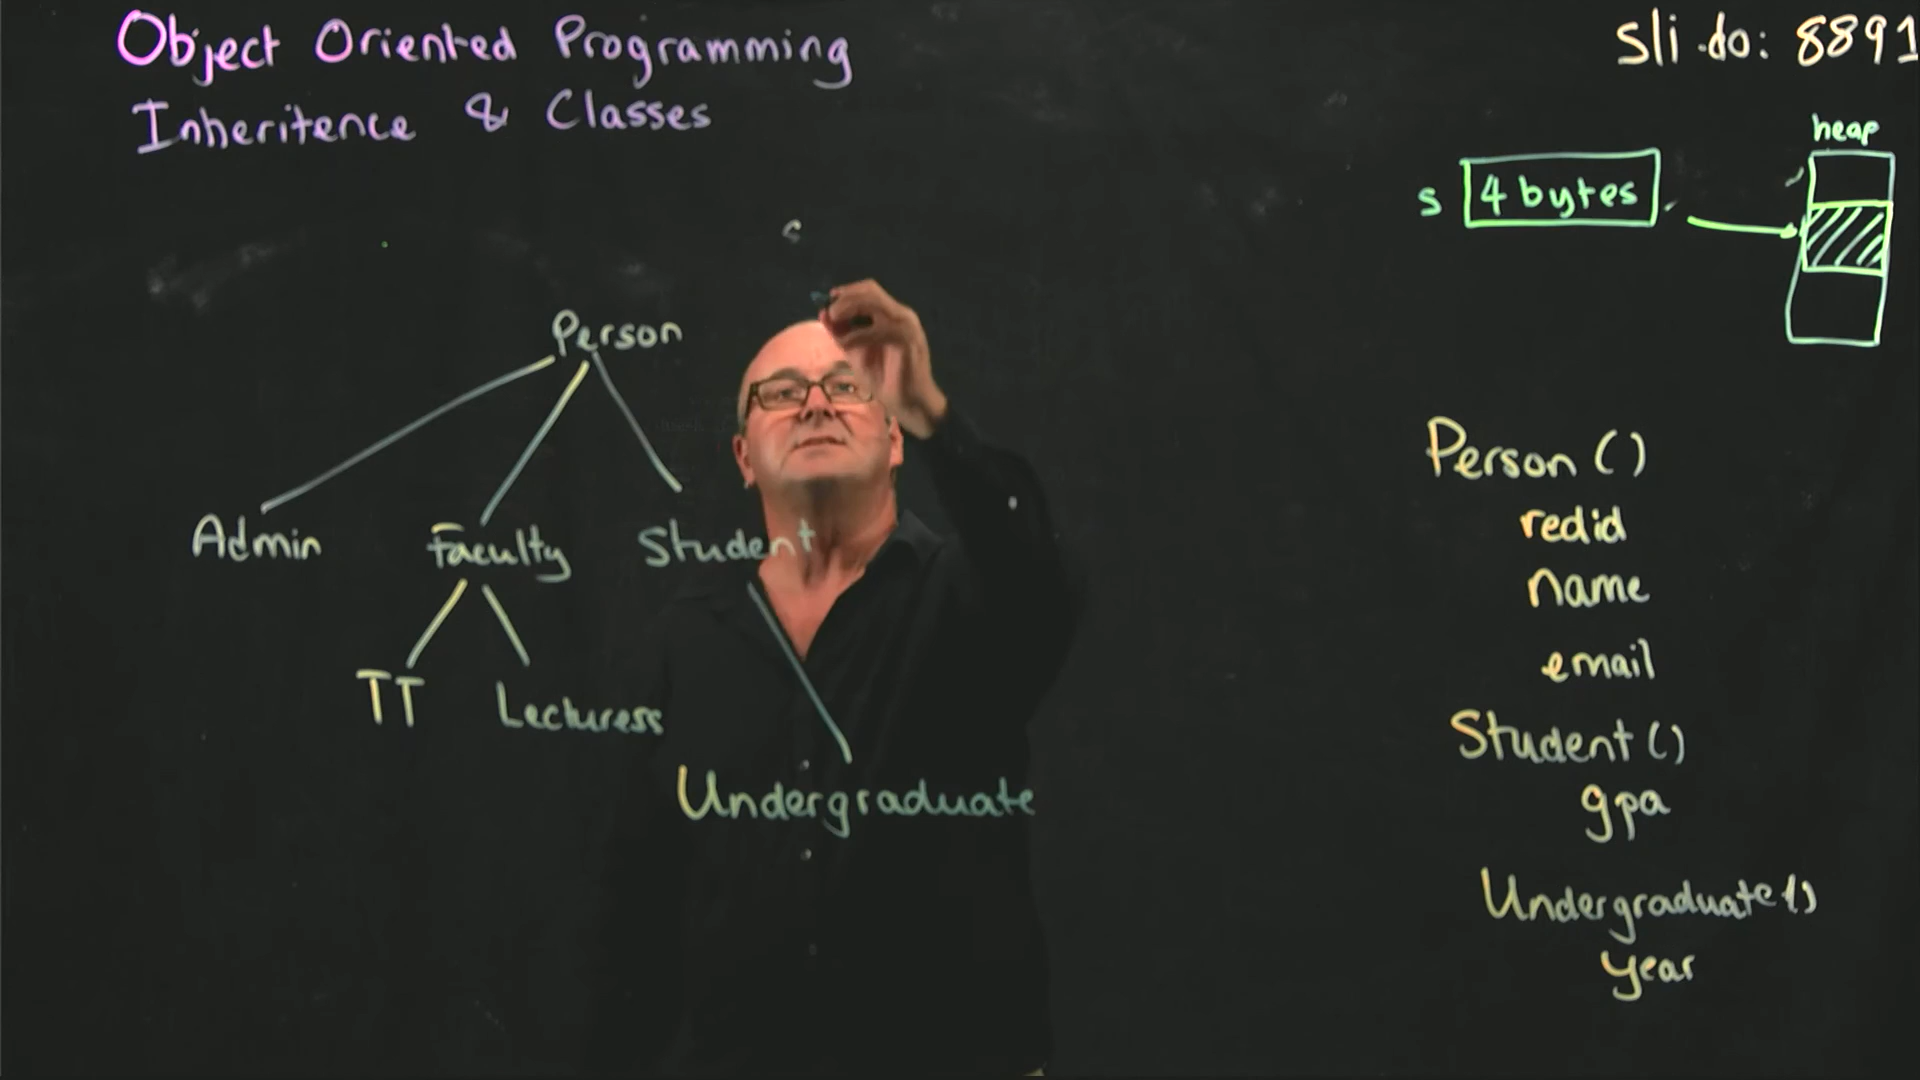 Object Oriented Programming
Inheritence & Classes
sli.do: 8891
heap
s 4 bytes
Person
Admin Faculty Student
TT Lecturers
Undergraduate
Person ()
redid
name
email
Student ()
gpa
Undergraduate ()
year